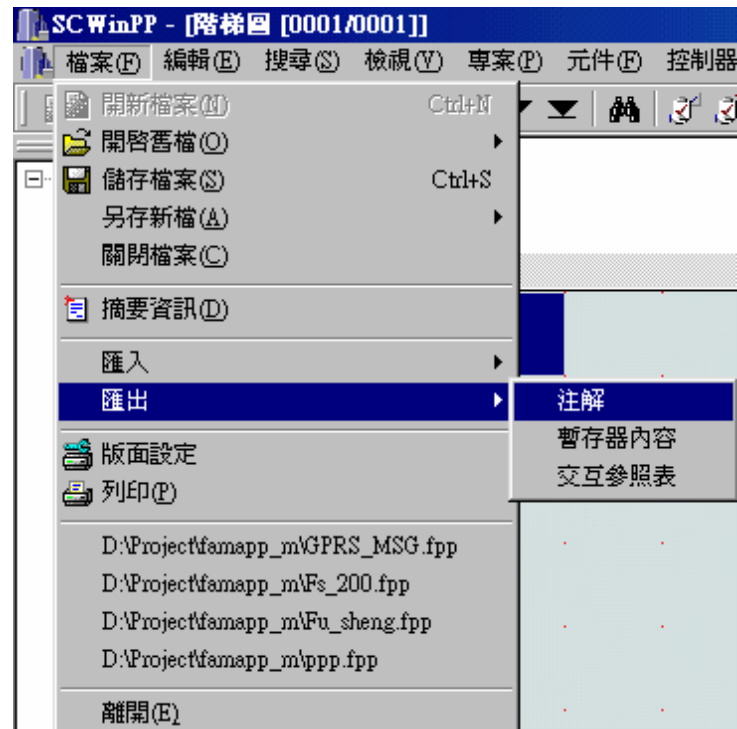 SCWinPP - [階梯圖 [0001/0001]]
檔案(F) 編輯(E) 搜尋(S) 檢視(V) 專案(P) 元件(F) 控制器
開新檔案(N) Ctrl+N
開啓舊檔(O)
儲存檔案(S) Ctrl+S
另存新檔(A)
關閉檔案(C)
摘要資訊(D)
匯入
匯出
注解
暫存器內容
交互參照表
版面設定
列印(P)
D:\Project\famapp_m\GPRS_MSG.fpp
D:\Project\famapp_m\Fs_200.fpp
D:\Project\famapp_m\Fu_sheng.fpp
D:\Project\famapp_m\ppp.fpp
離開(E)